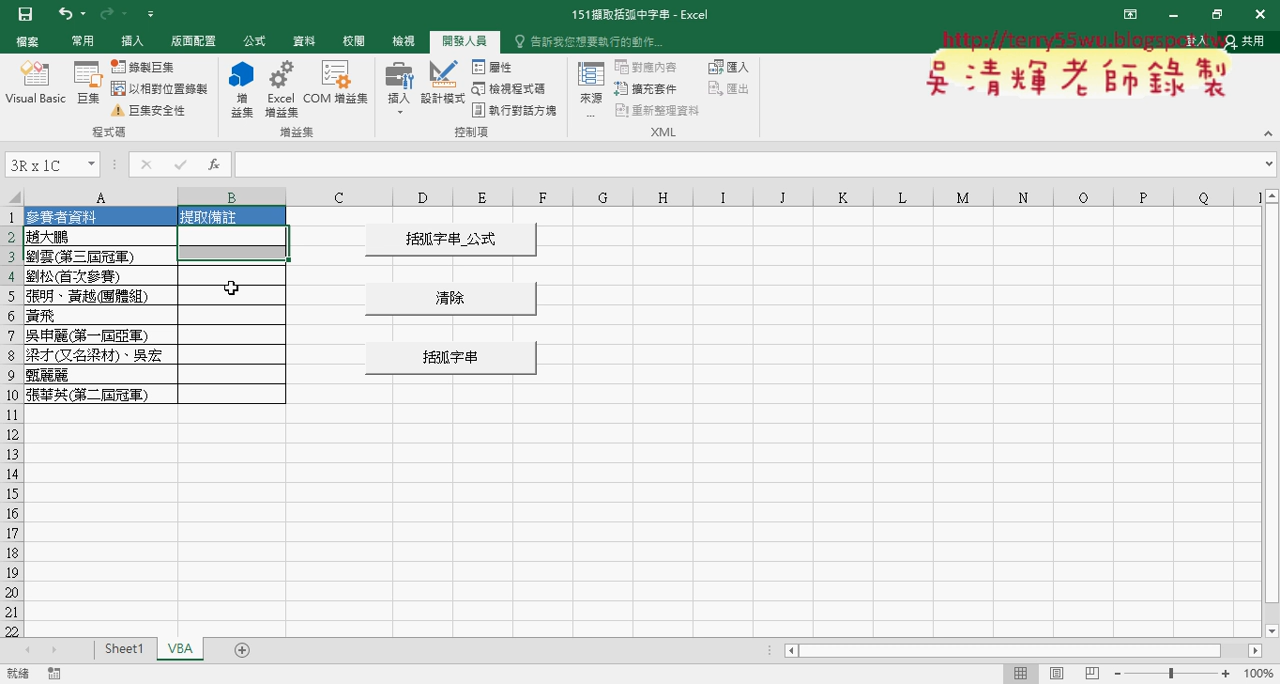 151擷取括弧中字串 - Excel
檔案 常用 插入 版面配置 公式 資料 校閱 檢視 開發人員 告訴我您想要執行的動作... 登入 共用
http://terry55wu.blogspot.tw
吳清輝老師錄製
Visual Basic 巨集 錄製巨集 以相對位置錄製 巨集安全性 程式碼
增益集 Excel 增益集 COM 增益集 增益集
插入 設計模式 屬性 檢視程式碼 執行對話方塊 控制項
來源... 對應內容 擴充套件 重新整理資料 匯入 匯出 XML
3R x 1C fx
A B C D E F G H I J K L M N O P Q
1 參賽者資料 提取備註
2 趙大鵬
3 劉雲(第三屆冠軍)
4 劉松(首次參賽)
5 張明、黃越(團體組)
6 黃飛
7 吳申麗(第一屆亞軍)
8 梁才(又名梁材)、吳宏
9 甄麗麗
10 張華英(第二屆冠軍)
11
12
13
14
15
16
17
18
19
20
21
22
括弧字串_公式
清除
括弧字串
Sheet1 VBA
就緒 100%